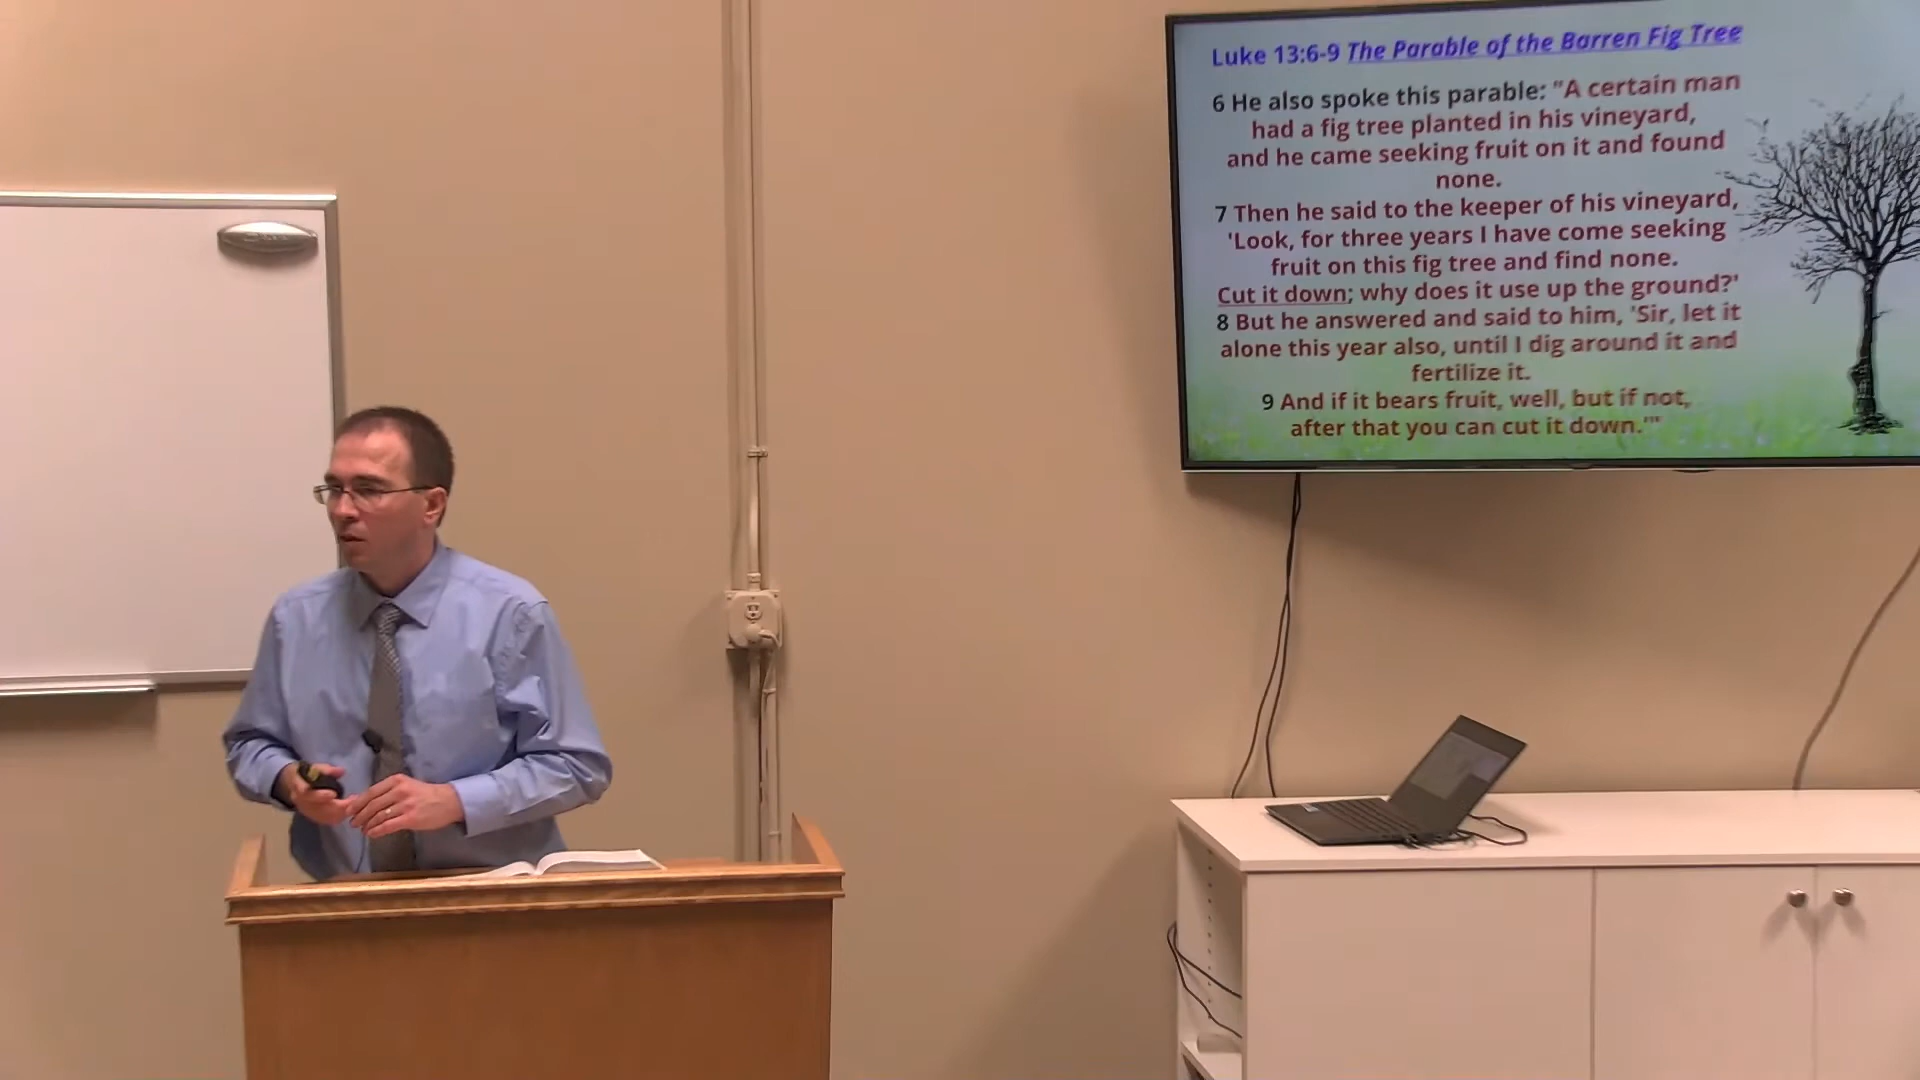 Luke 13:6-9 The Parable of the Barren Fig Tree
6 He also spoke this parable: "A certain man
had a fig tree planted in his vineyard,
and he came seeking fruit on it and found
none.
7 Then he said to the keeper of his vineyard,
'Look, for three years I have come seeking
fruit on this fig tree and find none.
Cut it down; why does it use up the ground?'
8 But he answered and said to him, 'Sir, let it
alone this year also, until I dig around it and
fertilize it.
9 And if it bears fruit, well, but if not,
after that you can cut it down.'"